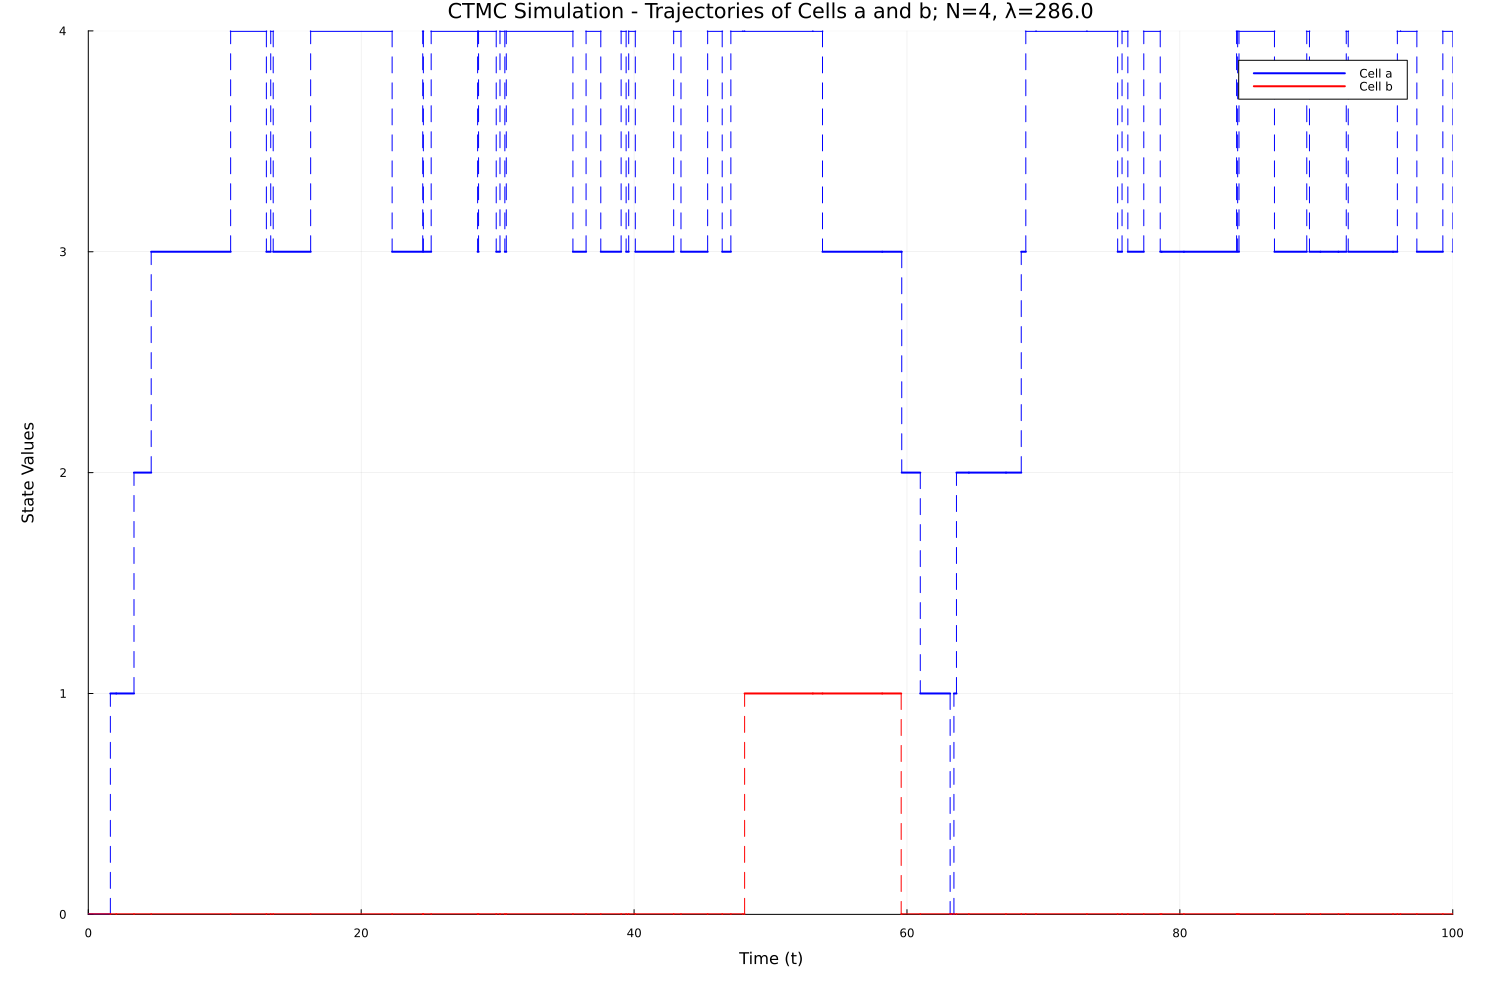 CTMC Simulation - Trajectories of Cells a and b; N=4, λ=286.0
4
Cell a
Cell b
3
State Values
2
1
0
0 20 40 60 80 100
Time (t)